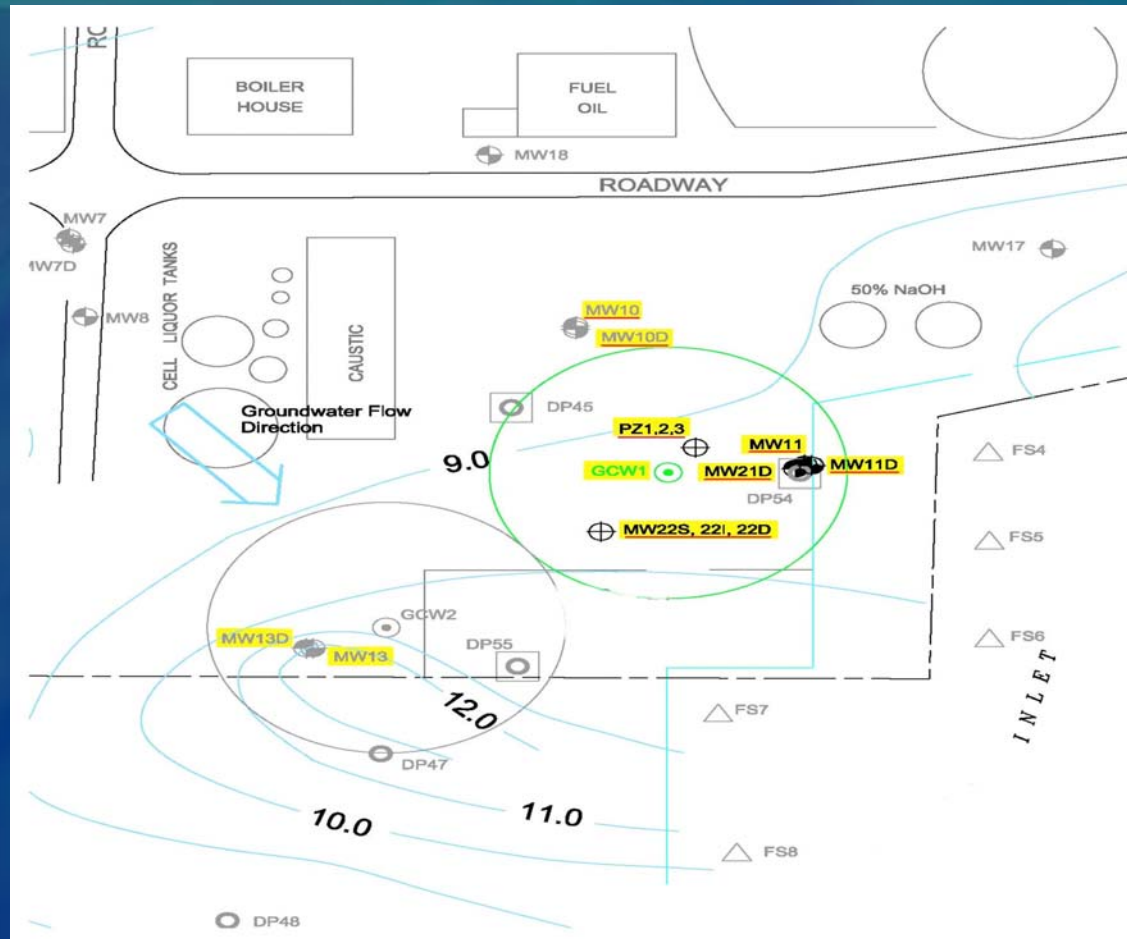 RO
BOILER
HOUSE
FUEL
OIL
MW18
ROADWAY
MW7
MW7D
MW17
MW8
CELL LIQUOR TANKS
CAUSTIC
50% NaOH
MW10
MW10D
Groundwater Flow
Direction
DP45
PZ1,2,3
MW11
9.0
GCW1
MW21D
MW11D
DP54
FS4
MW22S, 22I, 22D
FS5
GCW2
MW13D
MW13
DP55
FS6
INLET
12.0
FS7
DP47
10.0
11.0
FS8
DP48